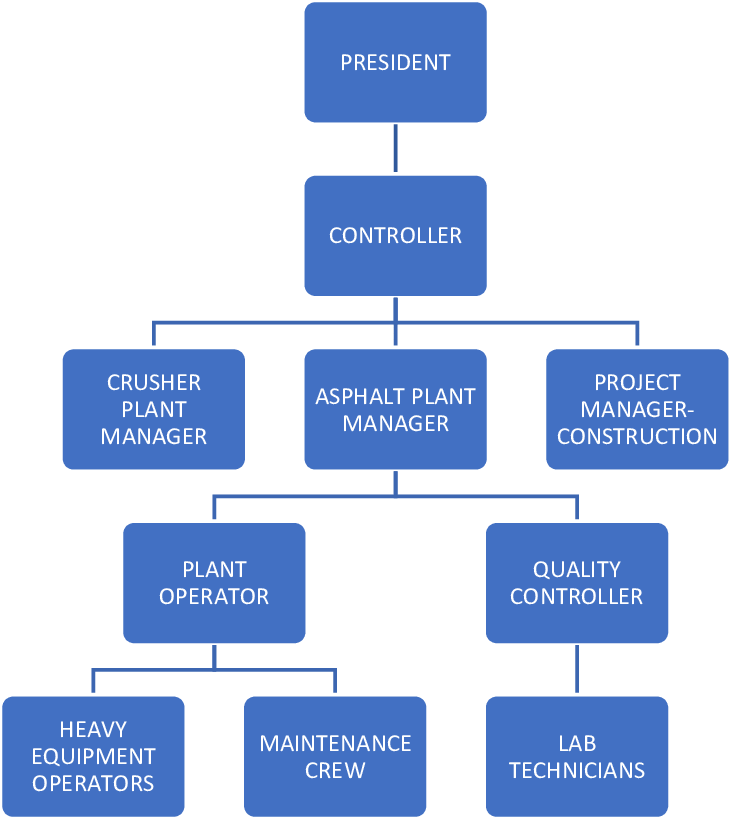 PRESIDENT
CONTROLLER
CRUSHER
PLANT
MANAGER
ASPHALT PLANT
MANAGER
PROJECT
MANAGER-
CONSTRUCTION
PLANT
OPERATOR
QUALITY
CONTROLLER
HEAVY
EQUIPMENT
OPERATORS
MAINTENANCE
CREW
LAB
TECHNICIANS